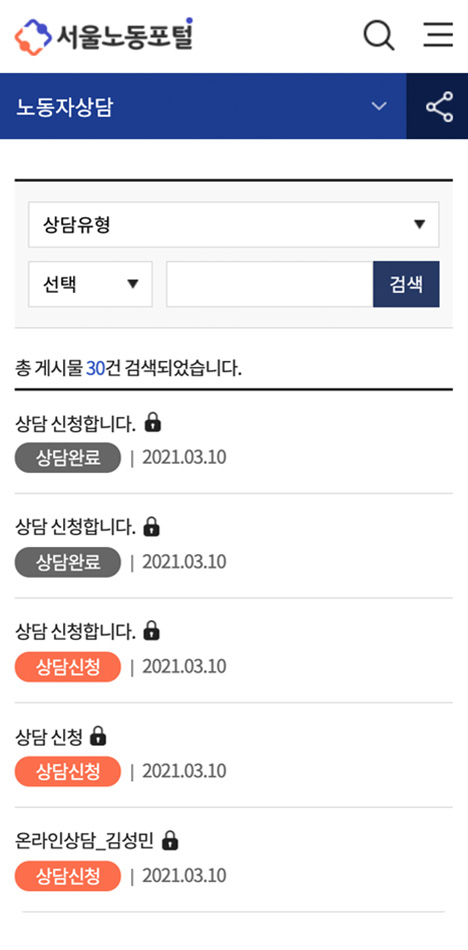 서울노동포털
노동자상담
상담유형
선택 검색
총 게시물 30건 검색되었습니다.
상담 신청합니다.
상담완료 | 2021.03.10
상담 신청합니다.
상담완료 | 2021.03.10
상담 신청합니다.
상담신청 | 2021.03.10
상담 신청
상담신청 | 2021.03.10
온라인상담_김성민
상담신청 | 2021.03.10